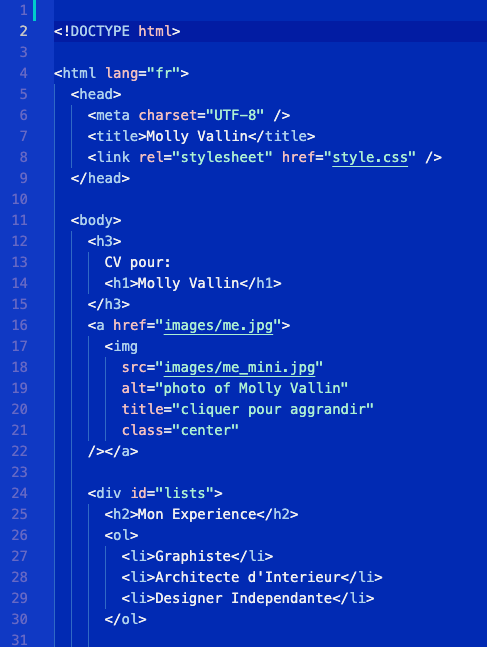 1
2 <!DOCTYPE html>
3
4 <html lang="fr">
5 <head>
6 <meta charset="UTF-8" />
7 <title>Molly Vallin</title>
8 <link rel="stylesheet" href="style.css" />
9 </head>
10
11 <body>
12 <h3>
13 CV pour:
14 <h1>Molly Vallin</h1>
15 </h3>
16 <a href="images/me.jpg">
17 <img
18 src="images/me_mini.jpg"
19 alt="photo of Molly Vallin"
20 title="cliquer pour aggrandir"
21 class="center"
22 /></a>
23
24 <div id="lists">
25 <h2>Mon Experience</h2>
26 <ol>
27 <li>Graphiste</li>
28 <li>Architecte d'Interieur</li>
29 <li>Designer Independante</li>
30 </ol>
31